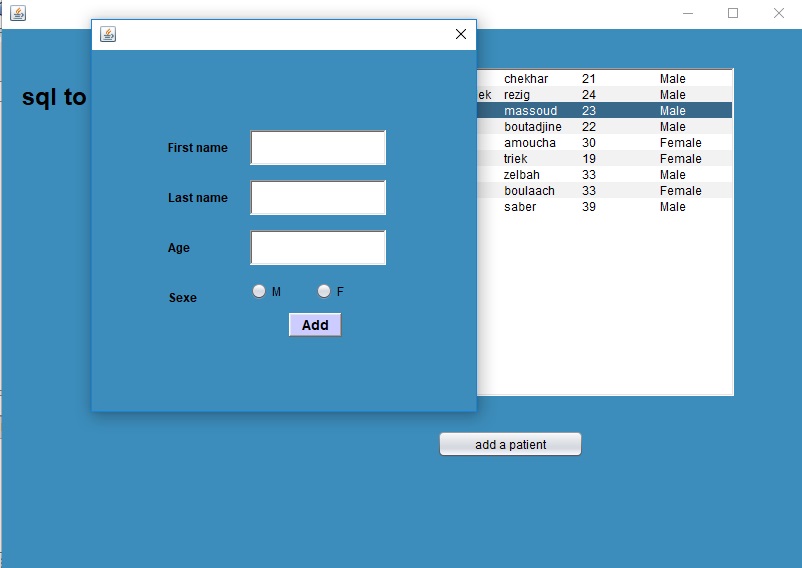 sql to
First name
Last name
Age
Sexe M F
Add
chekhar 21 Male
ek rezig 24 Male
massoud 23 Male
boutadjine 22 Male
amoucha 30 Female
triek 19 Female
zelbah 33 Male
boulaach 33 Female
saber 39 Male
add a patient